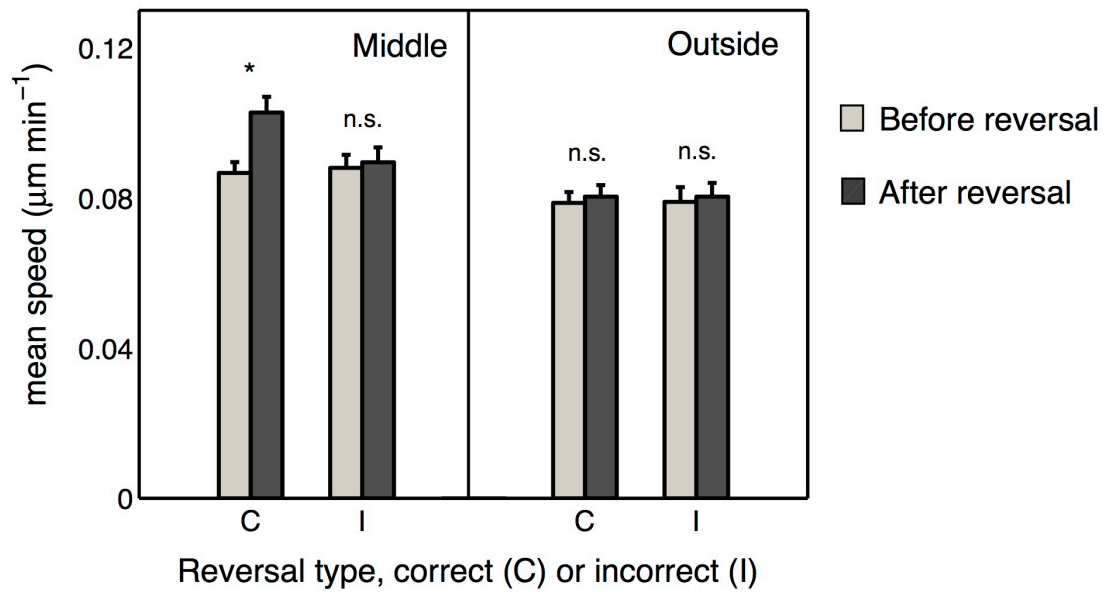 Middle
Outside
0.12
*
n.s.
n.s.
n.s.
0.08
0.04
0
mean speed (μm min⁻¹)
C
I
C
I
Reversal type, correct (C) or incorrect (I)
Before reversal
After reversal